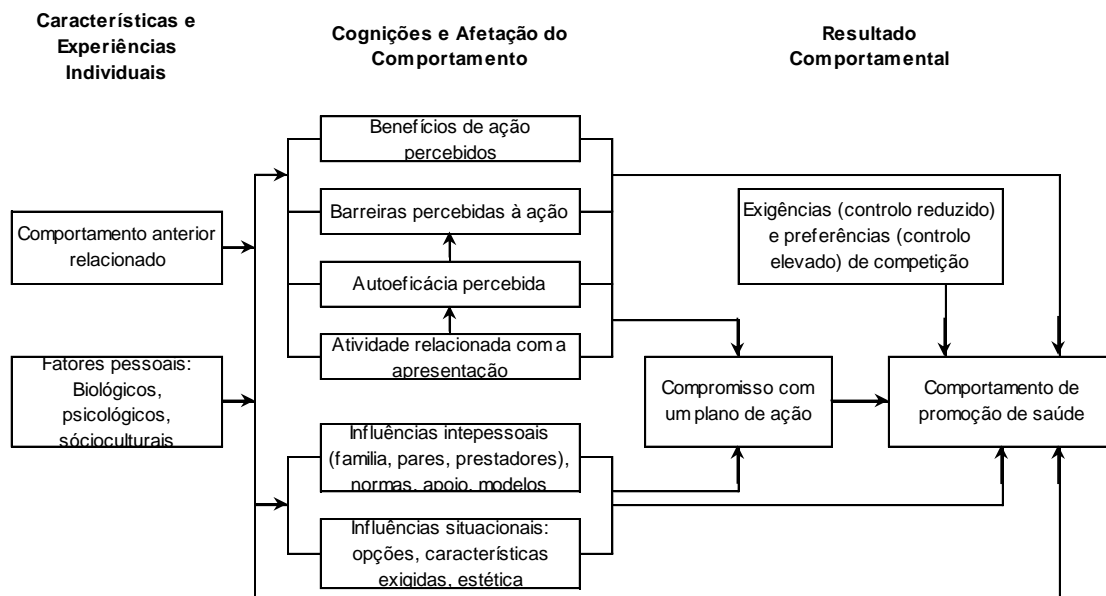 Características e
Experiências
Individuais
Cognições e Afetação do
Comportamento
Resultado
Comportamental
Benefícios de ação
percebidos
Barreiras percebidas à ação
Autoeficácia percebida
Atividade relacionada com a
apresentação
Comportamento anterior
relacionado
Fatores pessoais:
Biológicos,
psicológicos,
sócioculturais
Influências intepessoais
(familia, pares, prestadores),
normas, apoio, modelos
Influências situacionais:
opções, características
exigidas, estética
Exigências (controlo reduzido)
e preferências (controlo
elevado) de competição
Compromisso com
um plano de ação
Comportamento de
promoção de saúde